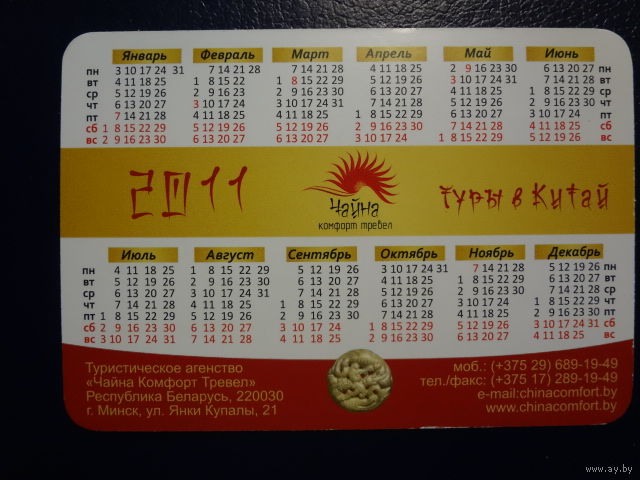 Январь Февраль Март Апрель Май Июнь
пн 3 10 17 24 31 7 14 21 28 7 14 21 28 4 11 18 25 2 9 16 23 30 6 13 20 27 пн
вт 4 11 18 25 1 8 15 22 1 8 15 22 29 5 12 19 26 3 10 17 24 31 7 14 21 28 вт
ср 5 12 19 26 2 9 16 23 2 9 16 23 30 6 13 20 27 4 11 18 25 1 8 15 22 29 ср
чт 6 13 20 27 3 10 17 24 3 10 17 24 31 7 14 21 28 5 12 19 26 2 9 16 23 30 чт
пт 7 14 21 28 4 11 18 25 4 11 18 25 1 8 15 22 29 6 13 20 27 3 10 17 24 пт
сб 1 8 15 22 29 5 12 19 26 5 12 19 26 2 9 16 23 30 7 14 21 28 4 11 18 25 сб
вс 2 9 16 23 30 6 13 20 27 6 13 20 27 3 10 17 24 1 8 15 22 29 5 12 19 26 вс
2011
Чайна
комфорт тревел
Туры в Китай
Июль Август Сентябрь Октябрь Ноябрь Декабрь
пн 4 11 18 25 1 8 15 22 29 5 12 19 26 3 10 17 24 31 7 14 21 28 5 12 19 26 пн
вт 5 12 19 26 2 9 16 23 30 6 13 20 27 4 11 18 25 1 8 15 22 29 6 13 20 27 вт
ср 6 13 20 27 3 10 17 24 31 7 14 21 28 5 12 19 26 2 9 16 23 30 7 14 21 28 ср
чт 7 14 21 28 4 11 18 25 1 8 15 22 29 6 13 20 27 3 10 17 24 1 8 15 22 29 чт
пт 1 8 15 22 29 5 12 19 26 2 9 16 23 30 7 14 21 28 4 11 18 25 2 9 16 23 30 пт
сб 2 9 16 23 30 6 13 20 27 3 10 17 24 1 8 15 22 29 5 12 19 26 3 10 17 24 31 сб
вс 3 10 17 24 31 7 14 21 28 4 11 18 25 2 9 16 23 30 6 13 20 27 4 11 18 25 вс
Туристическое агенство
«Чайна Комфорт Тревел»
Республика Беларусь, 220030
г. Минск, ул. Янки Купалы, 21
моб.: (+375 29) 689-19-49
тел./факс: (+375 17) 289-19-49
e-mail:chinacomfort.by
www.chinacomfort.by
www.ay.by